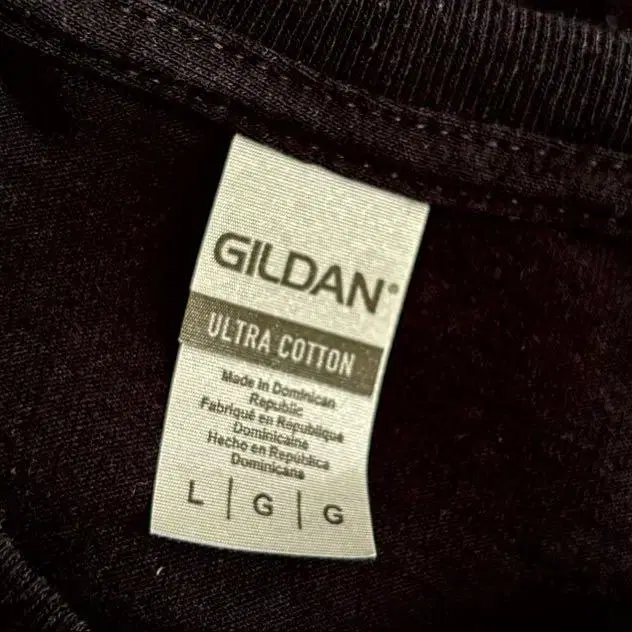 GILDAN®
ULTRA COTTON
Made in Dominican
Republic
Fabriqué en République
Dominicaine
Hecho en República
Dominicana
L | G | G